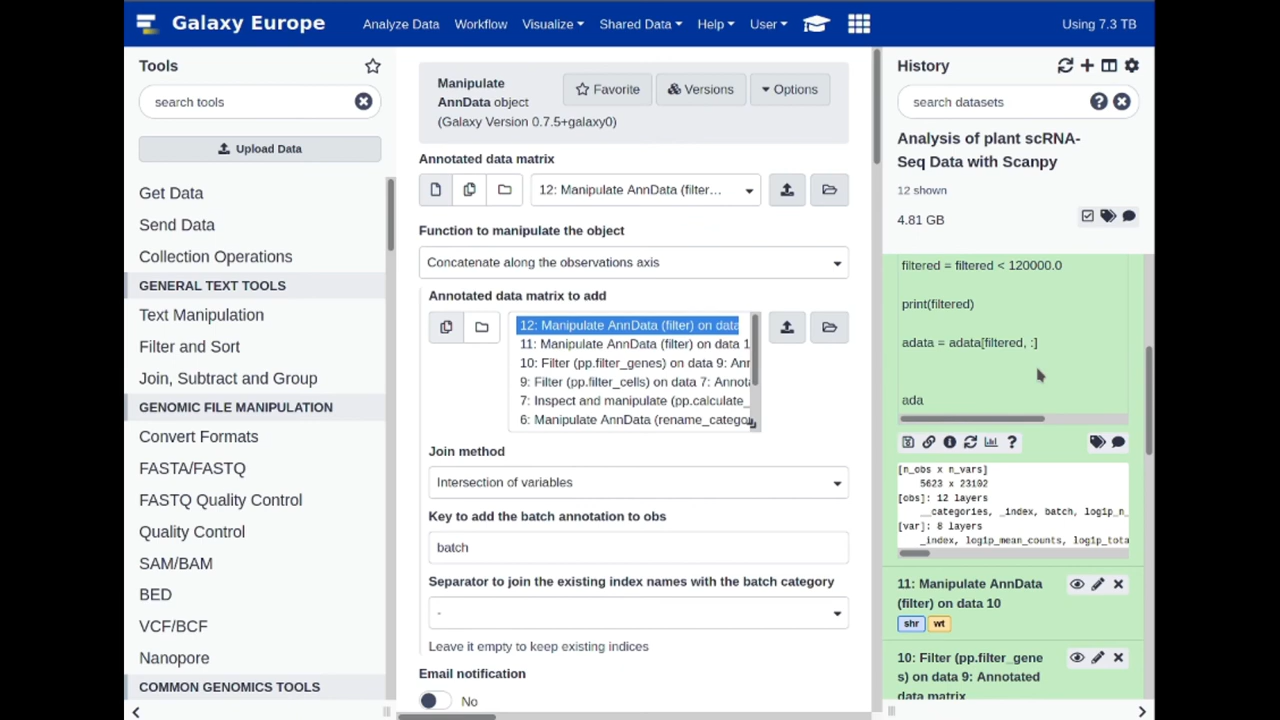 Galaxy Europe
Analyze Data Workflow Visualize Shared Data Help User
Using 7.3 TB
Tools
search tools
Upload Data
Get Data
Send Data
Collection Operations
GENERAL TEXT TOOLS
Text Manipulation
Filter and Sort
Join, Subtract and Group
GENOMIC FILE MANIPULATION
Convert Formats
FASTA/FASTQ
FASTQ Quality Control
Quality Control
SAM/BAM
BED
VCF/BCF
Nanopore
COMMON GENOMICS TOOLS
Manipulate
AnnData object
(Galaxy Version 0.7.5+galaxy0)
Favorite
Versions
Options
Annotated data matrix
12: Manipulate AnnData (filter...
Function to manipulate the object
Concatenate along the observations axis
Annotated data matrix to add
12: Manipulate AnnData (filter) on data
11: Manipulate AnnData (filter) on data 1
10: Filter (pp.filter_genes) on data 9: Ann
9: Filter (pp.filter_cells) on data 7: Annota
7: Inspect and manipulate (pp.calculate_
6: Manipulate AnnData (rename_catego
Join method
Intersection of variables
Key to add the batch annotation to obs
batch
Separator to join the existing index names with the batch category
-
Leave it empty to keep existing indices
Email notification
No
History
search datasets
Analysis of plant scRNA-
Seq Data with Scanpy
12 shown
4.81 GB
filtered = filtered < 120000.0
print(filtered)
adata = adata[filtered, :]
ada
[n_obs x n_vars]
5623 x 23102
[obs]: 12 layers
__categories, _index, batch, log1p_n_
[var]: 8 layers
_index, log1p_mean_counts, log1p_tota
11: Manipulate AnnData
(filter) on data 10
shr wt
10: Filter (pp.filter_gene
s) on data 9: Annotated
data matrix